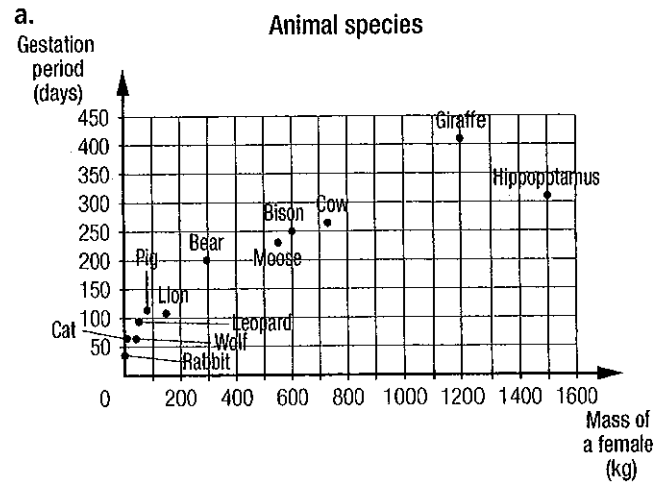 a.
Animal species
Gestation
period
(days)
450
400
350
300
250
200
150
100
50
0
Giraffe
Hippopotamus
Cow
Bison
Moose
Bear
Pig
Lion
Leopard
Cat
Wolf
Rabbit
200 400 600 800 1000 1200 1400 1600
Mass of
a female
(kg)